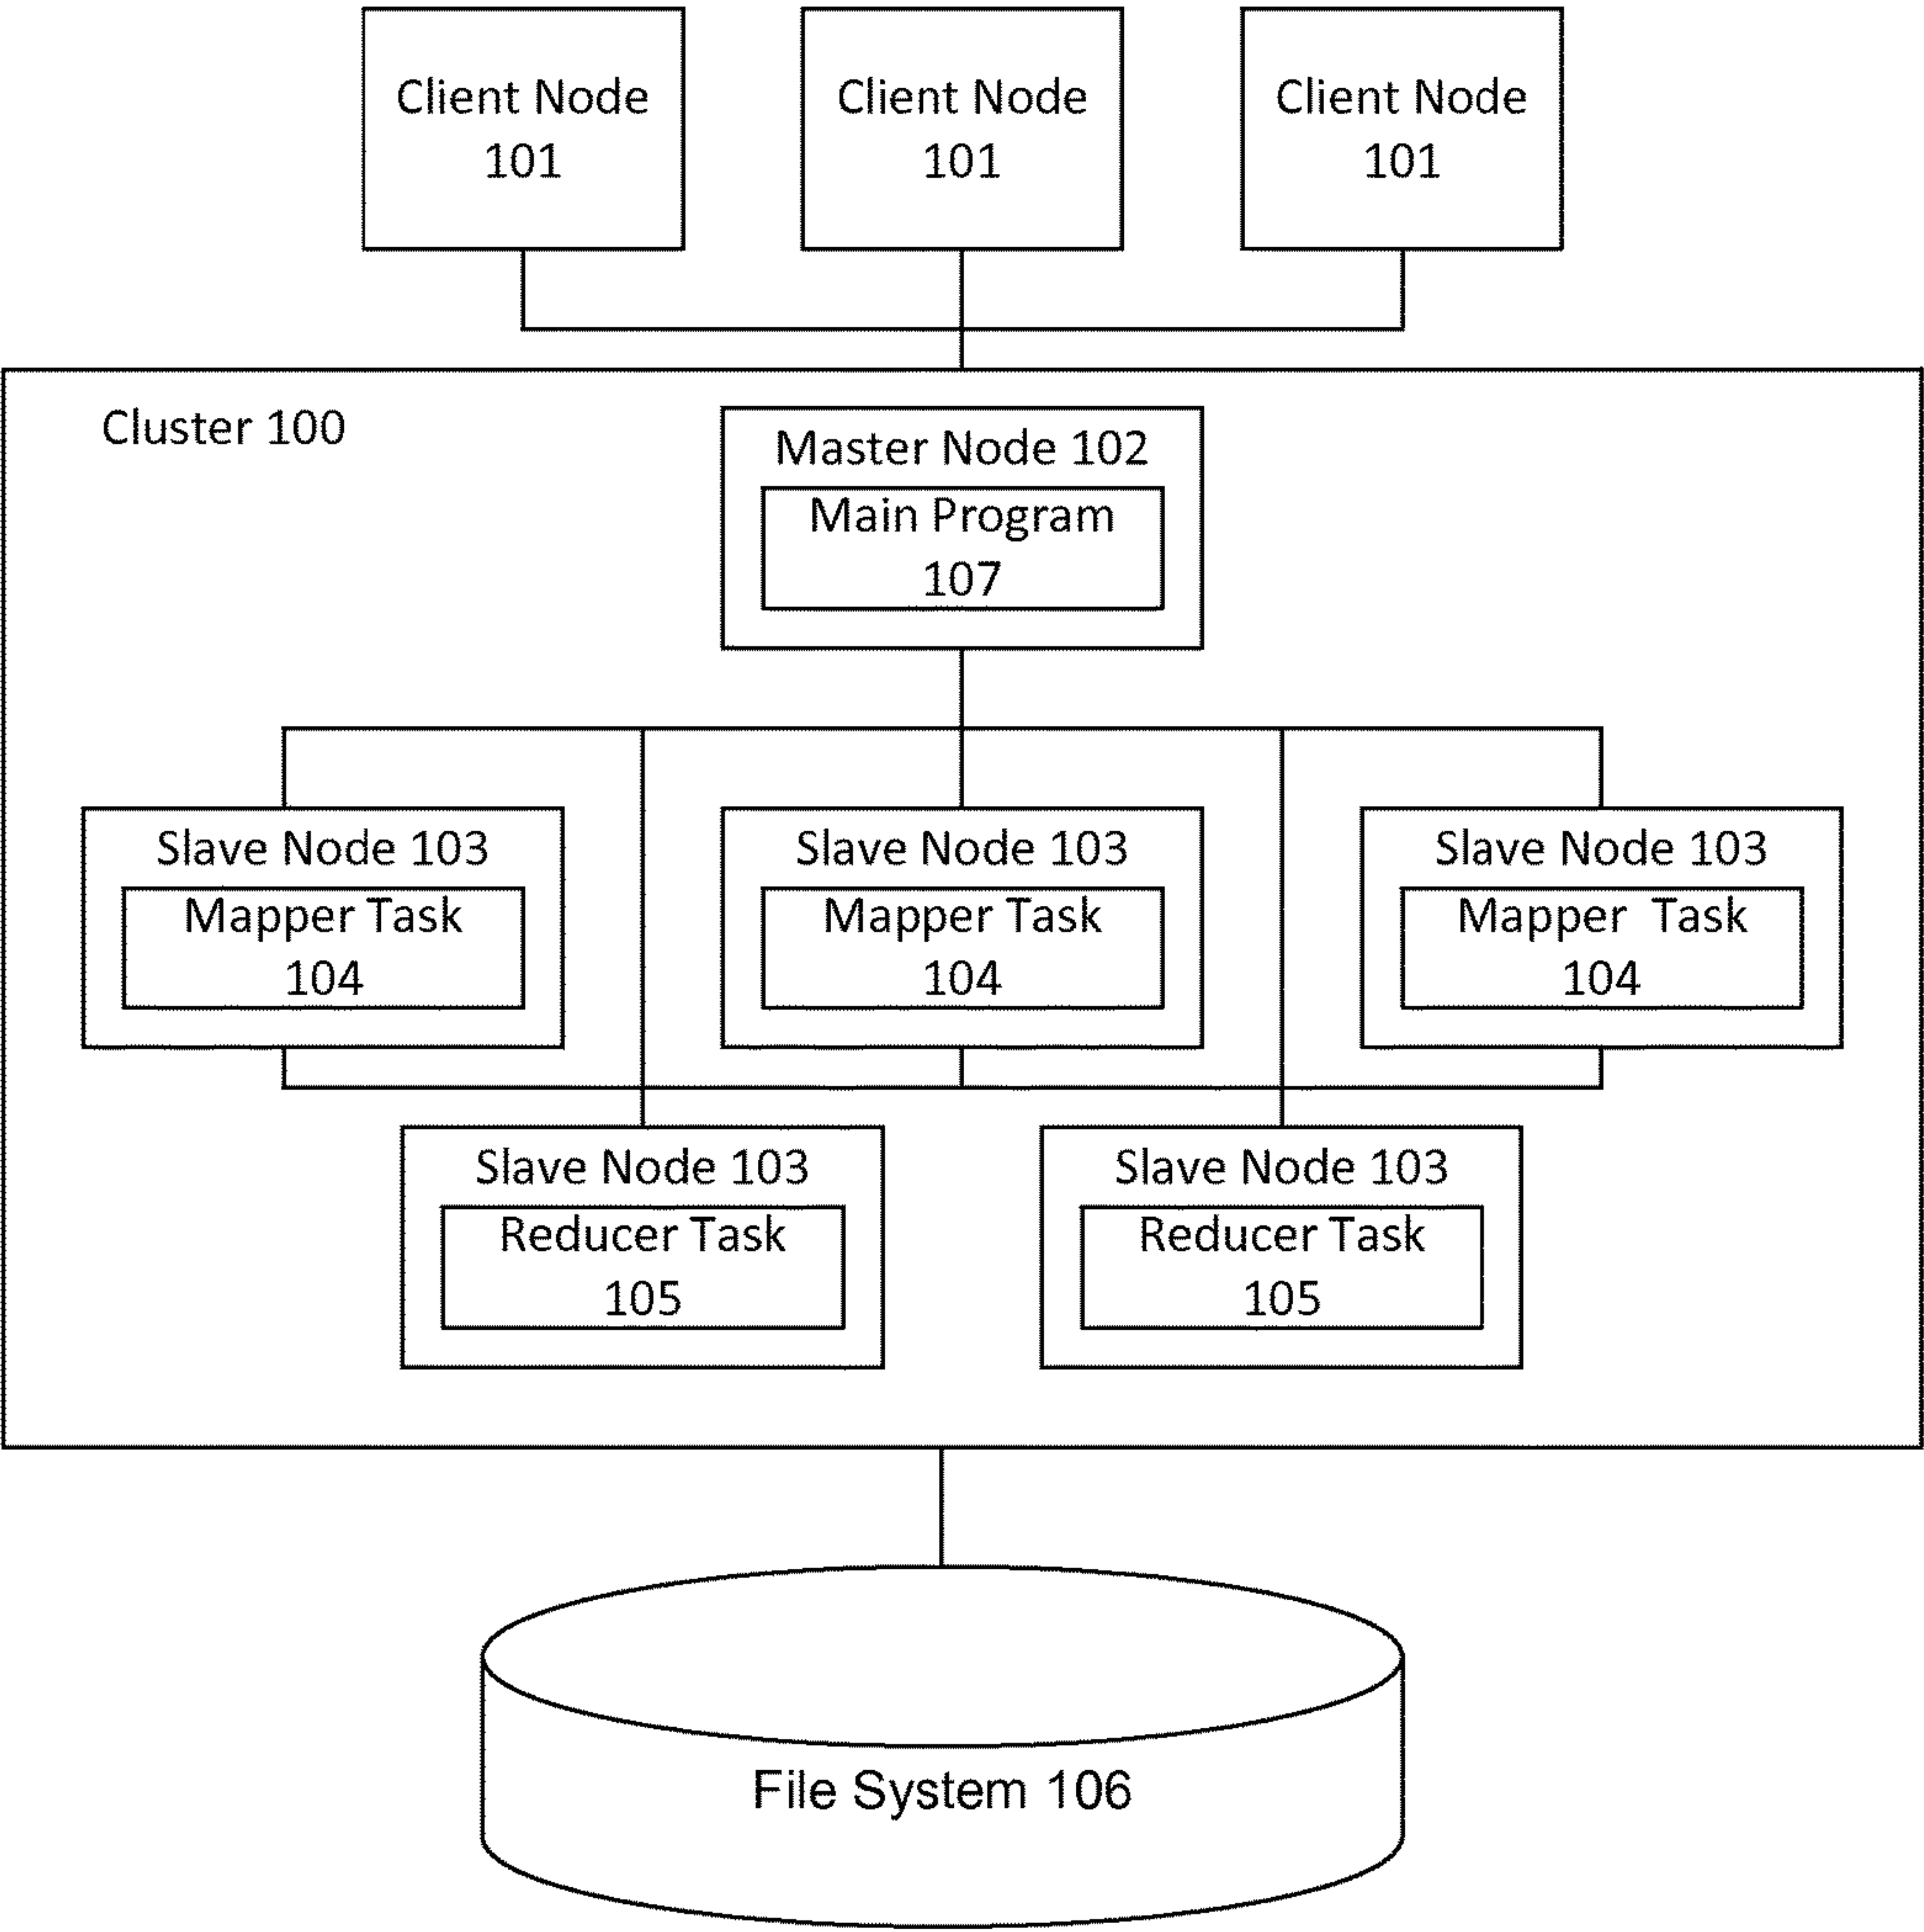 Client Node
101
Client Node
101
Client Node
101
Cluster 100
Master Node 102
Main Program
107
Slave Node 103
Mapper Task
104
Slave Node 103
Mapper Task
104
Slave Node 103
Mapper Task
104
Slave Node 103
Reducer Task
105
Slave Node 103
Reducer Task
105
File System 106